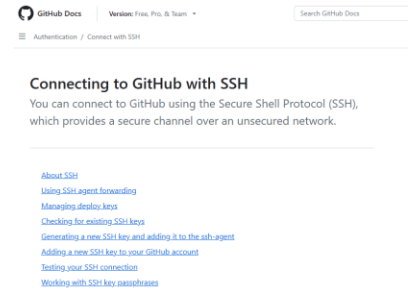 GitHub Docs
Version: Free, Pro, & Team
Search GitHub Docs
Authentication / Connect with SSH
Connecting to GitHub with SSH
You can connect to GitHub using the Secure Shell Protocol (SSH),
which provides a secure channel over an unsecured network.
About SSH
Using SSH agent forwarding
Managing deploy keys
Checking for existing SSH keys
Generating a new SSH key and adding it to the ssh-agent
Adding a new SSH key to your GitHub account
Testing your SSH connection
Working with SSH key passphrases